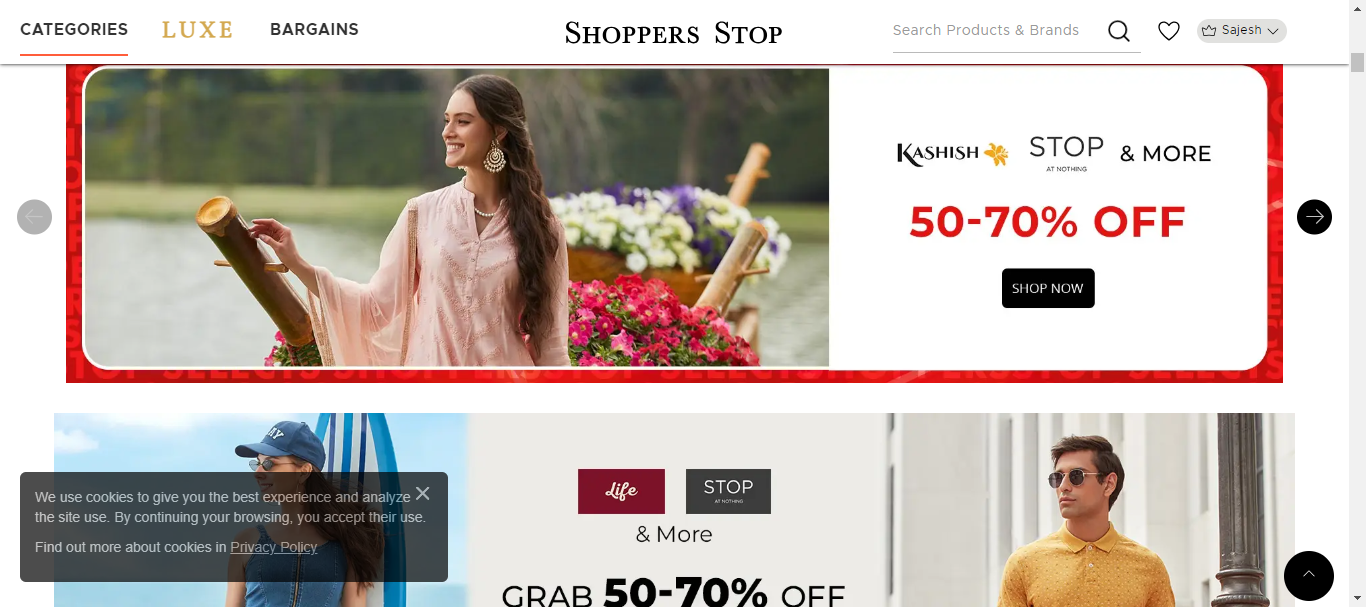 CATEGORIES
LUXE
BARGAINS
SHOPPERS STOP
Search Products & Brands
Sajesh
KASHISH
STOP
AT NOTHING
& MORE
50-70% OFF
SHOP NOW
Life
STOP
AT NOTHING
& More
GRAB 50-70% OFF
We use cookies to give you the best experience and analyze
the site use. By continuing your browsing, you accept their use.
Find out more about cookies in Privacy Policy